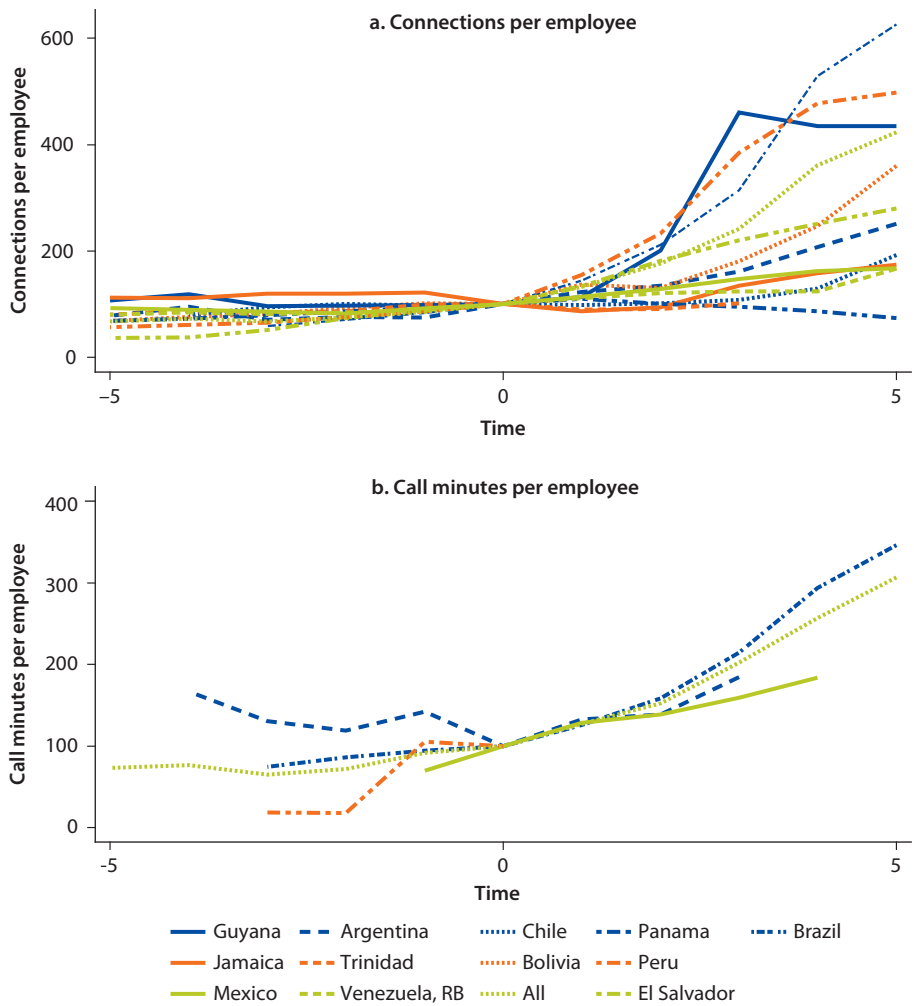 a. Connections per employee
Connections per employee
600
400
200
0
–5
0
5
Time
b. Call minutes per employee
Call minutes per employee
400
300
200
100
0
-5
0
5
Time
Guyana Argentina Chile Panama Brazil
Jamaica Trinidad Bolivia Peru
Mexico Venezuela, RB All El Salvador